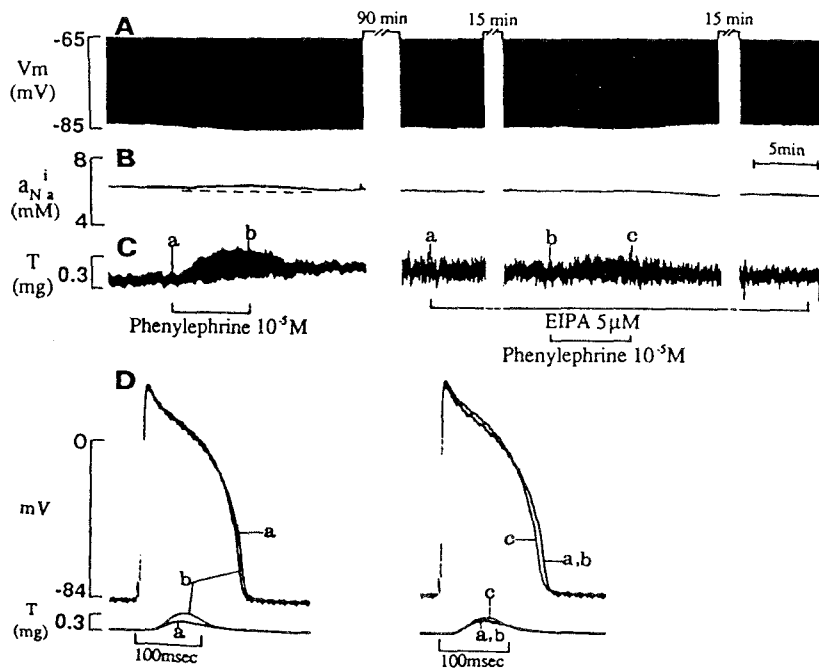 A
90 min
15 min
15 min
-65
Vm
(mV)
-85
B
5min
8
a i Na
(mM)
4
C
a
b
a
b
c
T
0.3
(mg)
Phenylephrine 10-5M
EIPA 5μM
Phenylephrine 10-5M
D
0
mV
a
c
a,b
-84
b
T
0.3
(mg)
a
c
a,b
100msec
100msec